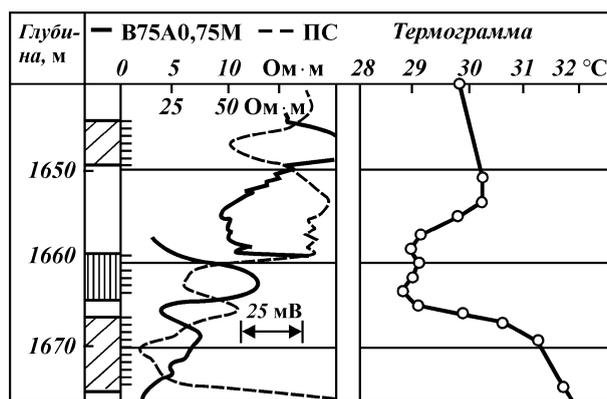 Глуби-
на, м
В75А0,75М ПС
Термограмма
0 5 10 Ом·м
28 29 30 31 32 °С
25 50 Ом·м
1650
1660
25 мВ
1670